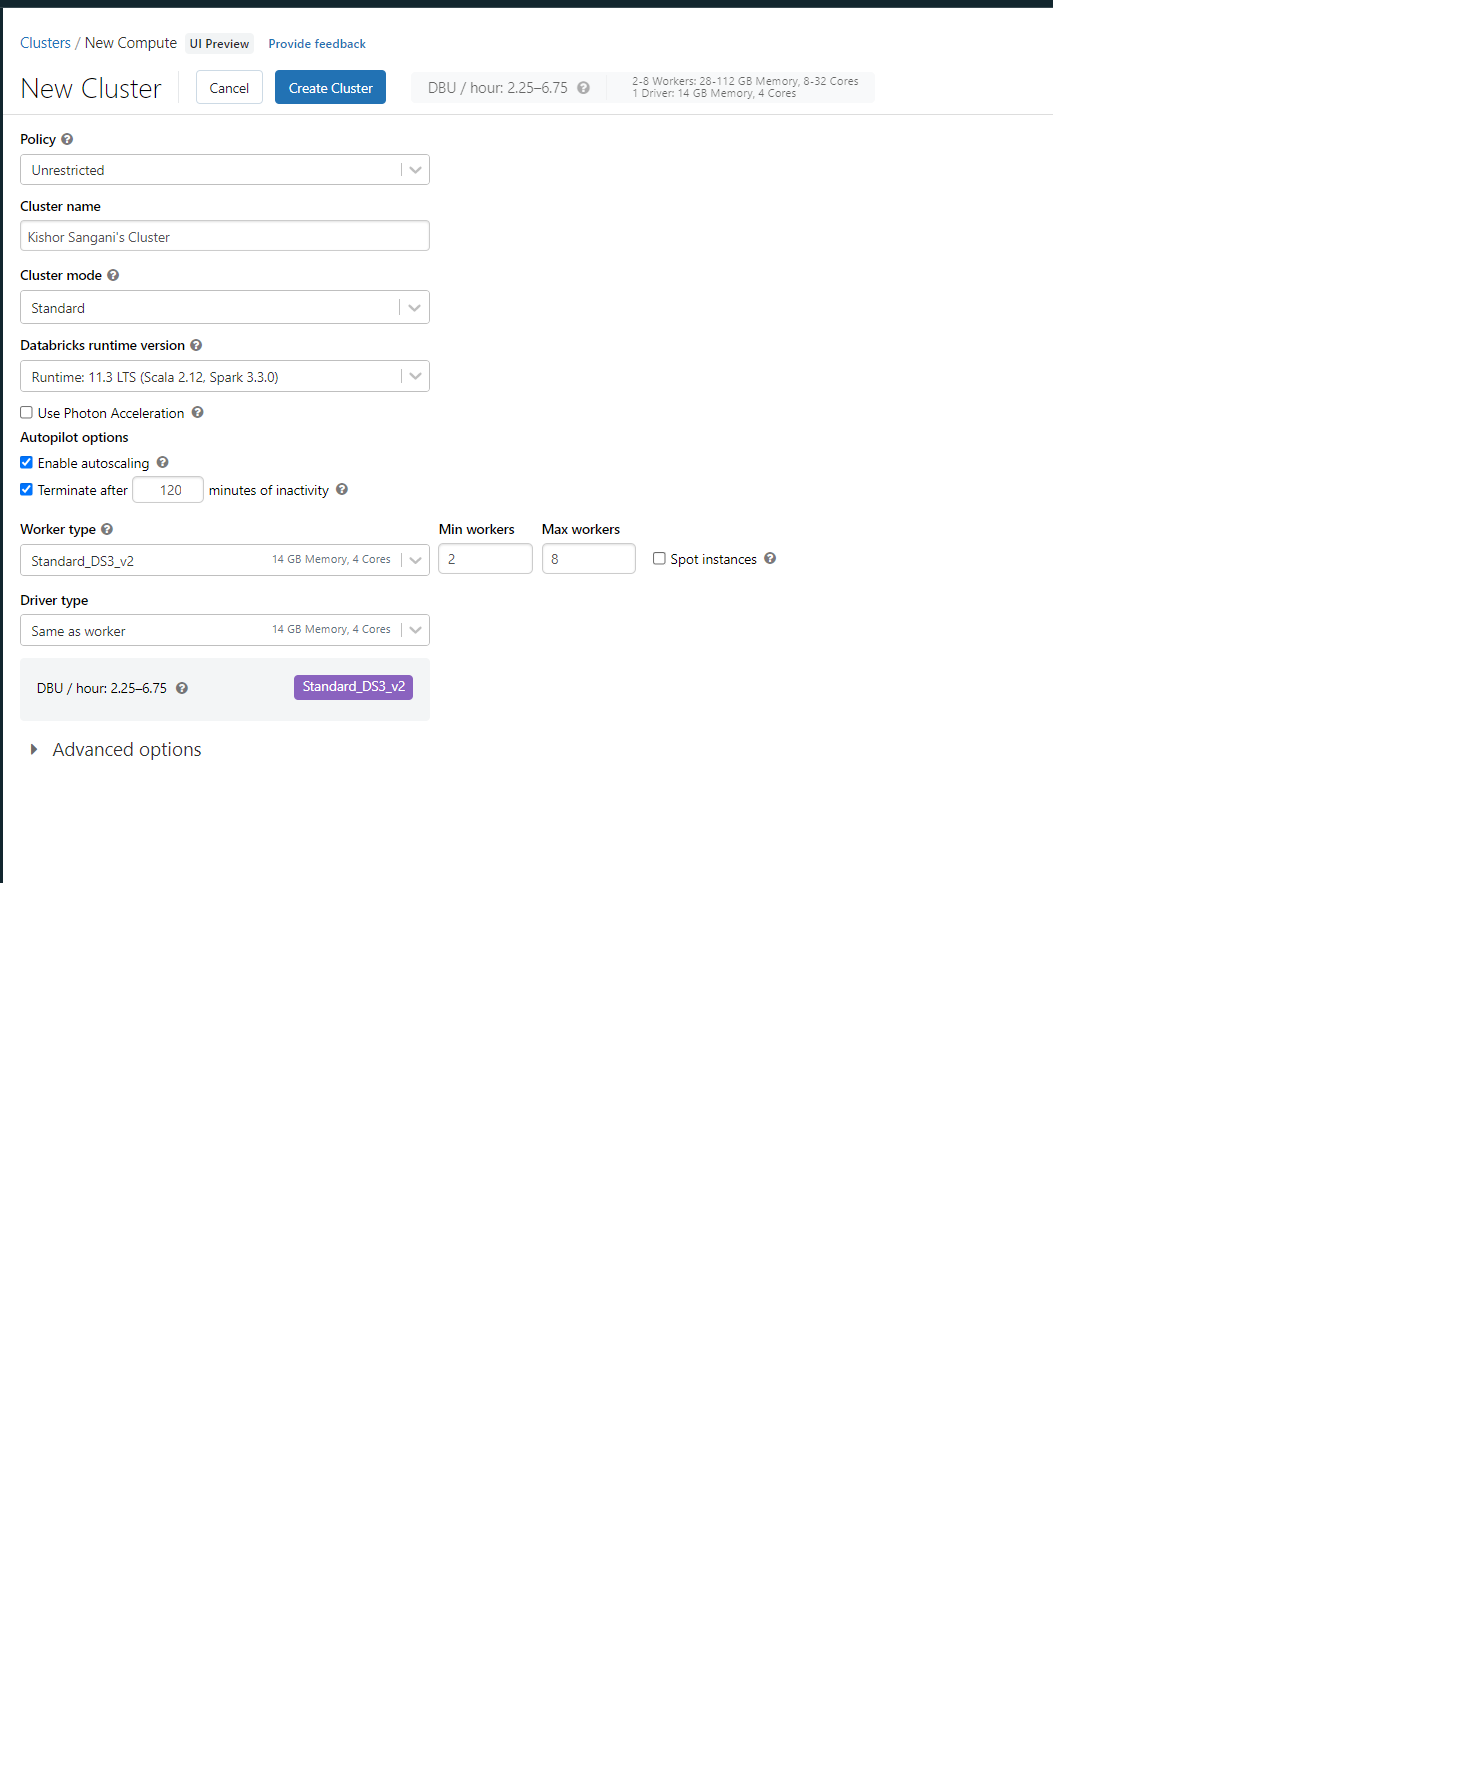 Clusters / New Compute UI Preview Provide feedback
New Cluster Cancel Create Cluster DBU / hour: 2.25–6.75 2-8 Workers: 28-112 GB Memory, 8-32 Cores
1 Driver: 14 GB Memory, 4 Cores
Policy
Unrestricted
Cluster name
Kishor Sangani's Cluster
Cluster mode
Standard
Databricks runtime version
Runtime: 11.3 LTS (Scala 2.12, Spark 3.3.0)
Use Photon Acceleration
Autopilot options
Enable autoscaling
Terminate after 120 minutes of inactivity
Worker type Min workers Max workers
Standard_DS3_v2 14 GB Memory, 4 Cores 2 8 Spot instances
Driver type
Same as worker 14 GB Memory, 4 Cores
DBU / hour: 2.25–6.75 Standard_DS3_v2
Advanced options